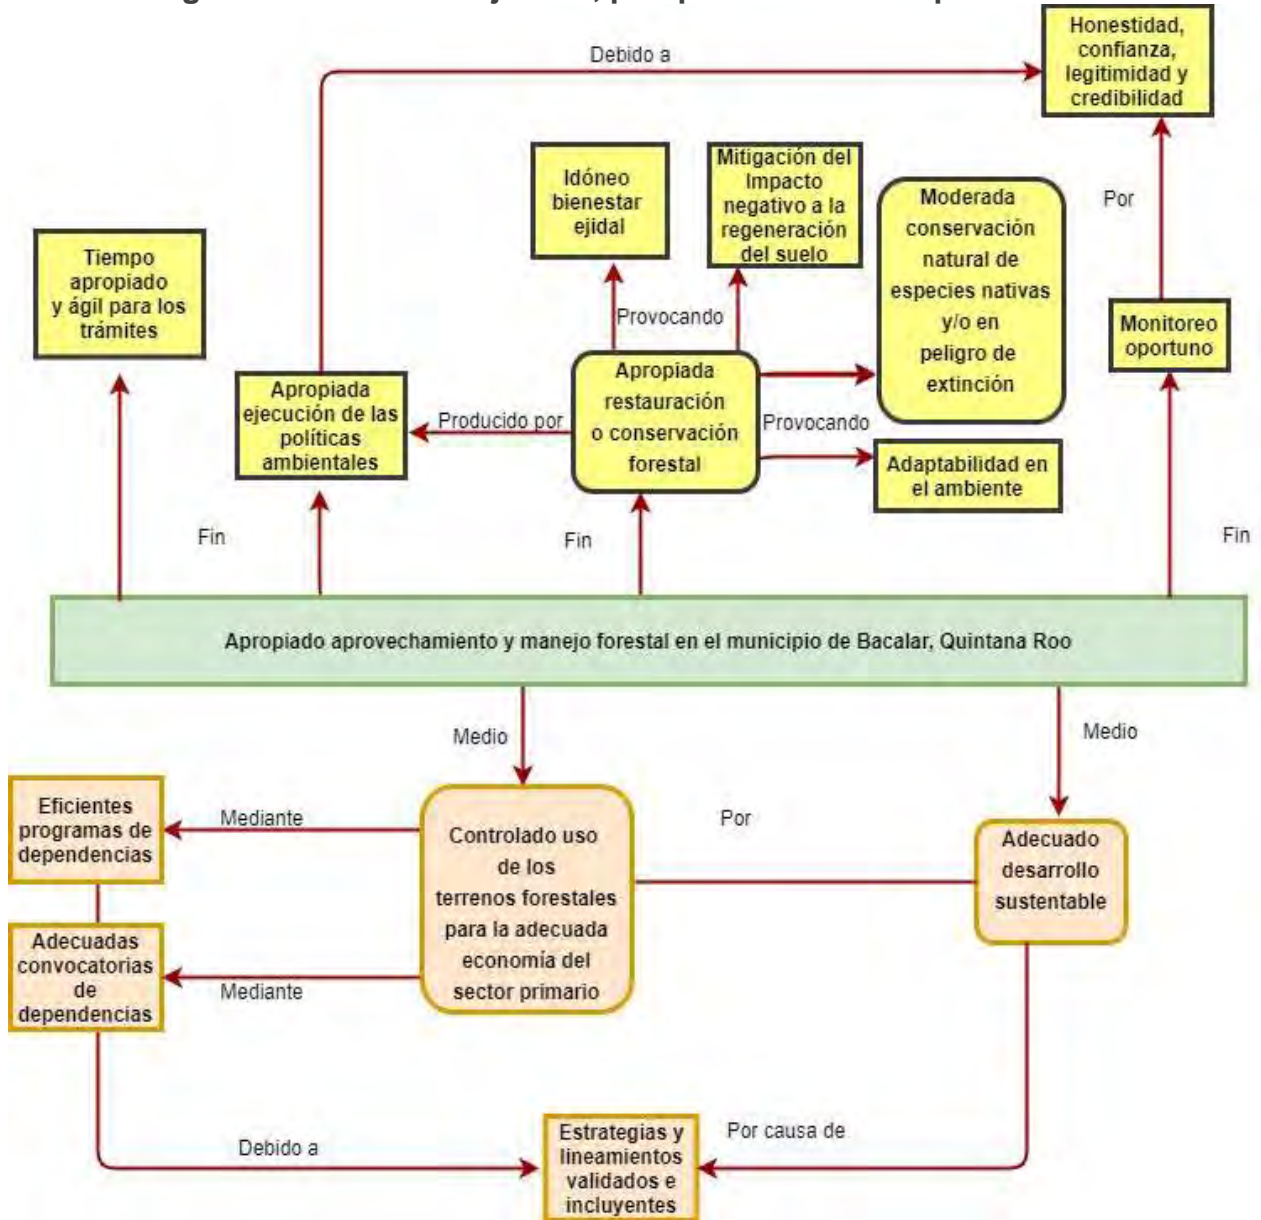 Debido a
Honestidad,
confianza,
legitimidad y
credibilidad
Idóneo
bienestar
ejidal
Mitigación del
Impacto
negativo a la
regeneración
del suelo
Moderada
conservación
natural de
especies nativas
y/o en
peligro de
extinción
Por
Tiempo
apropiado
y ágil para los
trámites
Provocando
Monitoreo
oportuno
Apropiada
ejecución de las
políticas
ambientales
Producido por
Apropiada
restauración
o conservación
forestal
Provocando
Adaptabilidad en
el ambiente
Fin
Fin
Fin
Apropiado aprovechamiento y manejo forestal en el municipio de Bacalar, Quintana Roo
Medio
Medio
Eficientes
programas de
dependencias
Mediante
Controlado uso
de los
terrenos forestales
para la adecuada
economía del
sector primario
Por
Adecuado
desarrollo
sustentable
Adecuadas
convocatorias
de
dependencias
Mediante
Debido a
Estrategias y
lineamientos
validados e
incluyentes
Por causa de